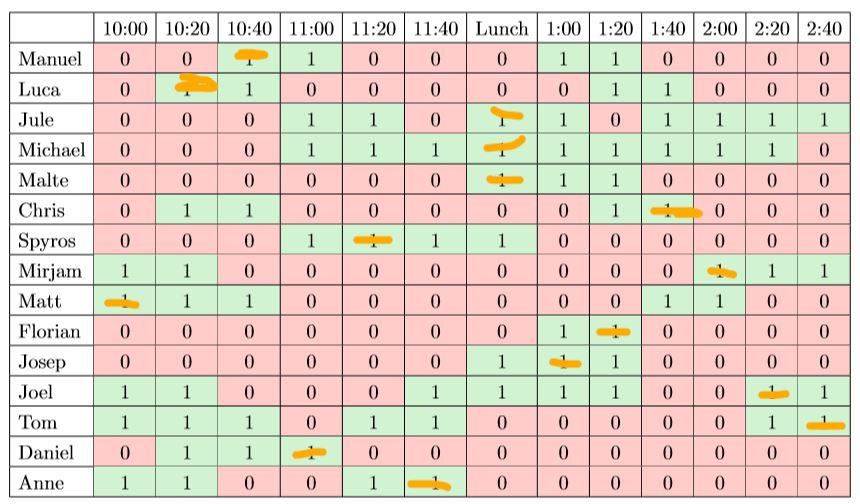 10:00 10:20 10:40 11:00 11:20 11:40 Lunch 1:00 1:20 1:40 2:00 2:20 2:40
Manuel 0 0 1 1 0 0 0 1 1 0 0 0 0
Luca 0 1 1 0 0 0 0 0 1 1 0 0 0
Jule 0 0 0 1 1 0 1 1 0 1 1 1 1
Michael 0 0 0 1 1 1 1 1 1 1 1 1 0
Malte 0 0 0 0 0 0 1 1 1 0 0 0 0
Chris 0 1 1 0 0 0 0 0 1 1 0 0 0
Spyros 0 0 0 1 1 1 1 0 0 0 0 0 0
Mirjam 1 1 0 0 0 0 0 0 0 0 1 1 1
Matt 1 1 1 0 0 0 0 0 0 1 1 0 0
Florian 0 0 0 0 0 0 0 1 1 0 0 0 0
Josep 0 0 0 0 0 0 1 1 1 0 0 0 0
Joel 1 1 0 0 0 1 1 1 1 0 0 1 1
Tom 1 1 1 0 1 1 0 0 0 0 0 1 1
Daniel 0 1 1 1 0 0 0 0 0 0 0 0 0
Anne 1 1 0 0 1 1 0 0 0 0 0 0 0